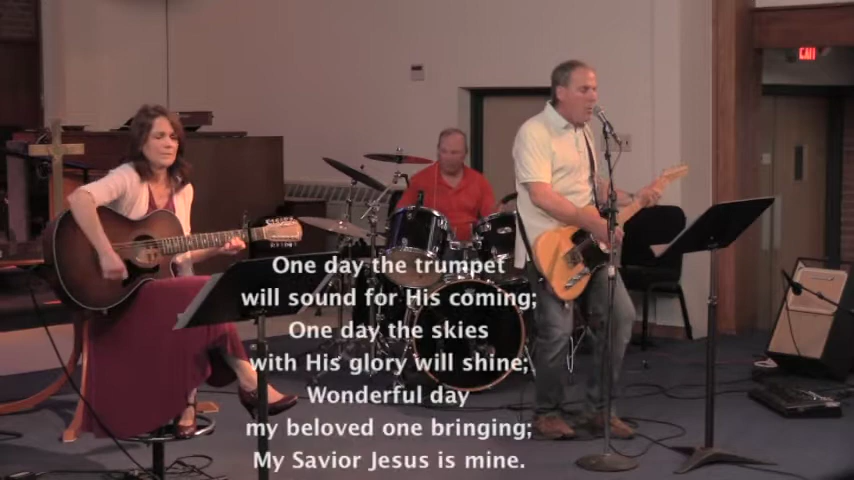 EXIT
One day the trumpet
will sound for His coming;
One day the skies
with His glory will shine;
Wonderful day
my beloved one bringing;
My Savior Jesus is mine.